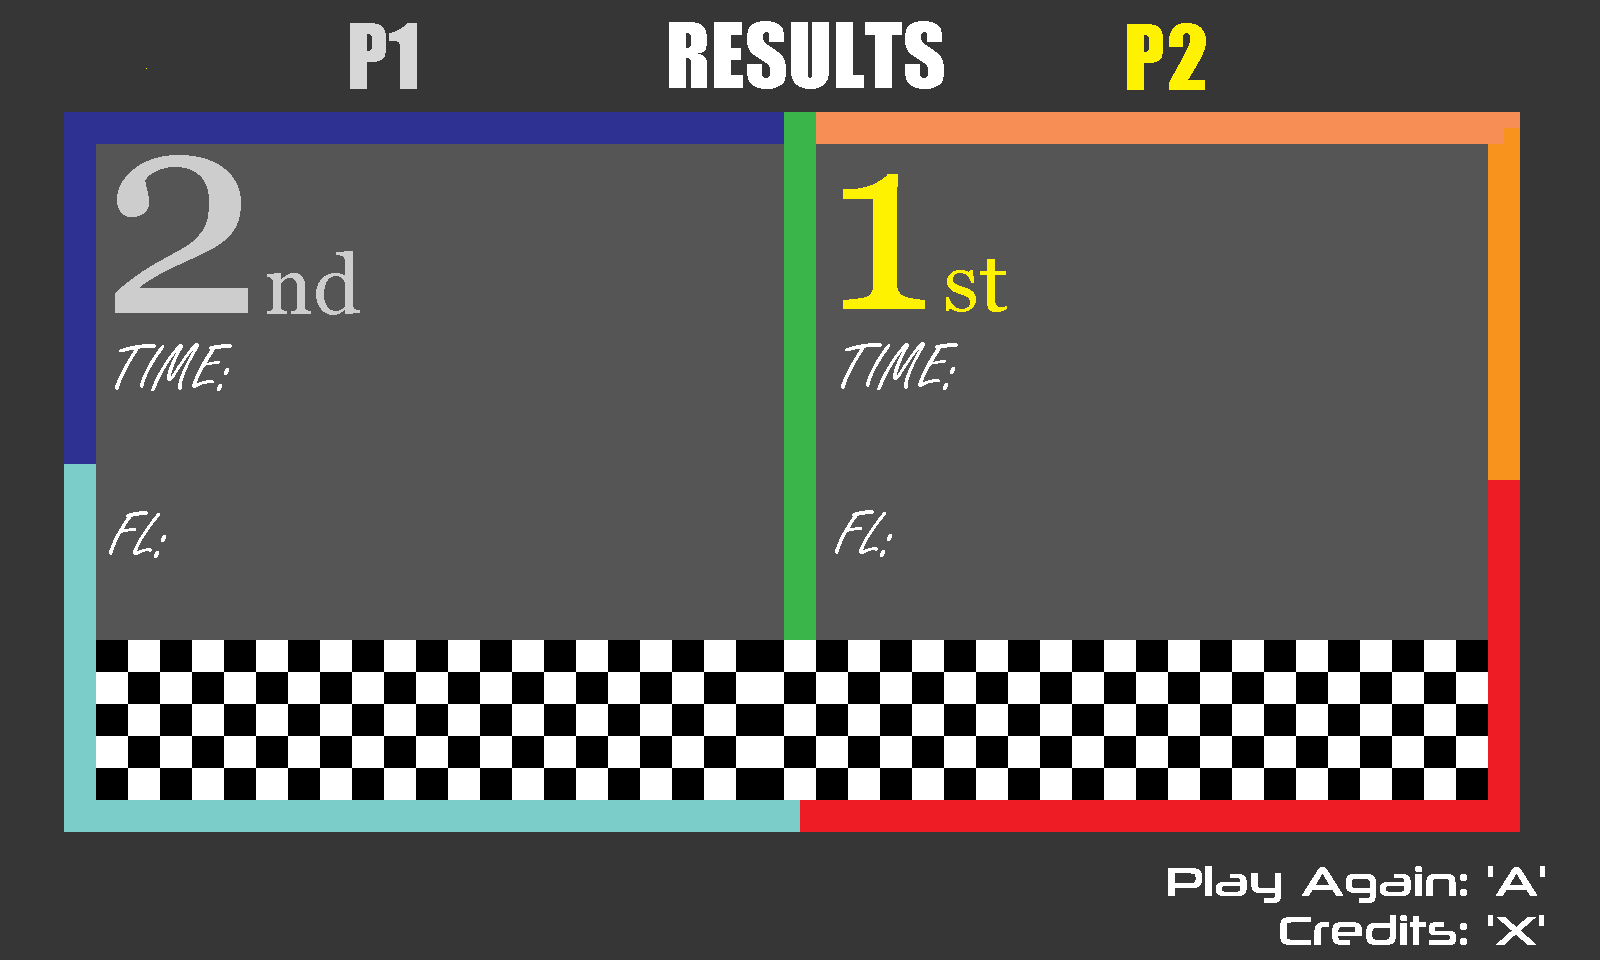 P1 RESULTS P2
2nd
TIME:
FL:
1st
TIME:
FL:
Play Again: 'A'
Credits: 'X'